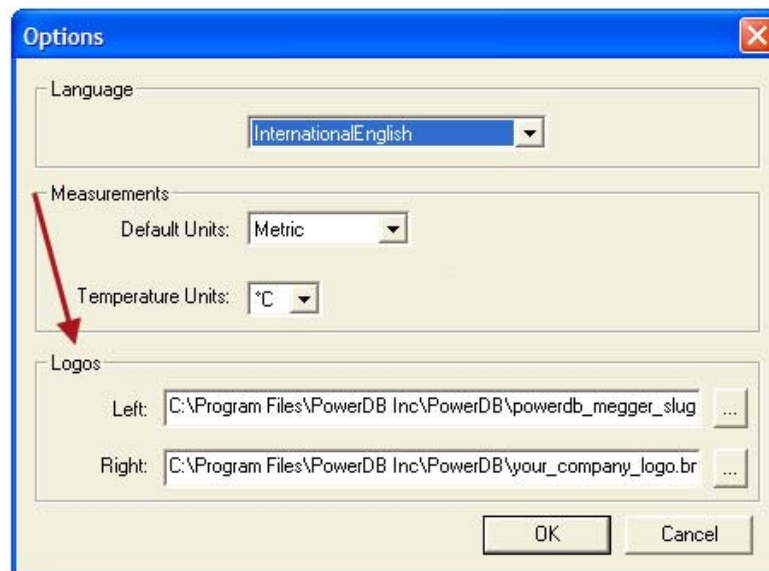 Options
Language
InternationalEnglish
Measurements
Default Units: Metric
Temperature Units: °C
Logos
Left: C:\Program Files\PowerDB Inc\PowerDB\powerdb_megger_slug ...
Right: C:\Program Files\PowerDB Inc\PowerDB\your_company_logo.br ...
OK Cancel